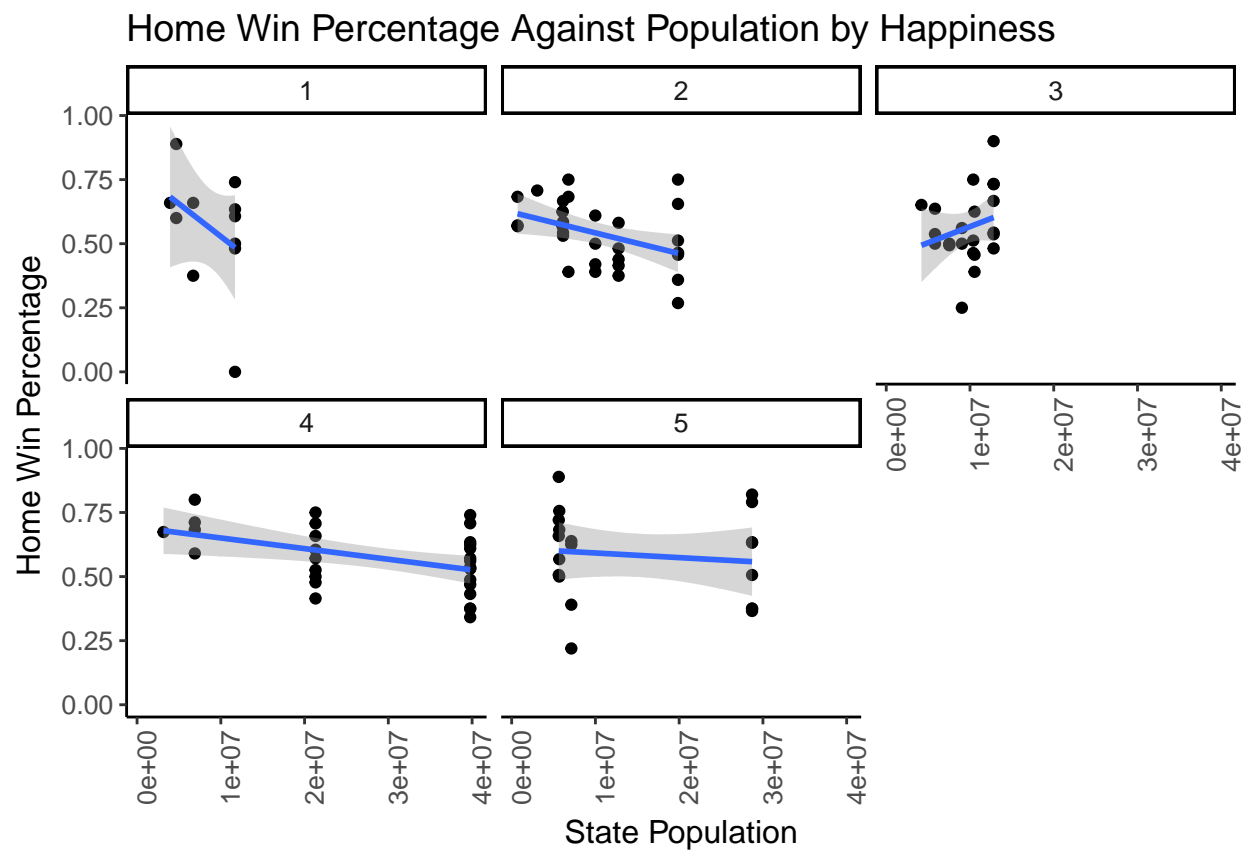 Home Win Percentage Against Population by Happiness
1
2
3
1.00
0.75
0.50
0.25
0.00
0e+00
1e+07
2e+07
3e+07
4e+07
4
5
1.00
0.75
0.50
0.25
0.00
0e+00
1e+07
2e+07
3e+07
4e+07
0e+00
1e+07
2e+07
3e+07
4e+07
Home Win Percentage
State Population